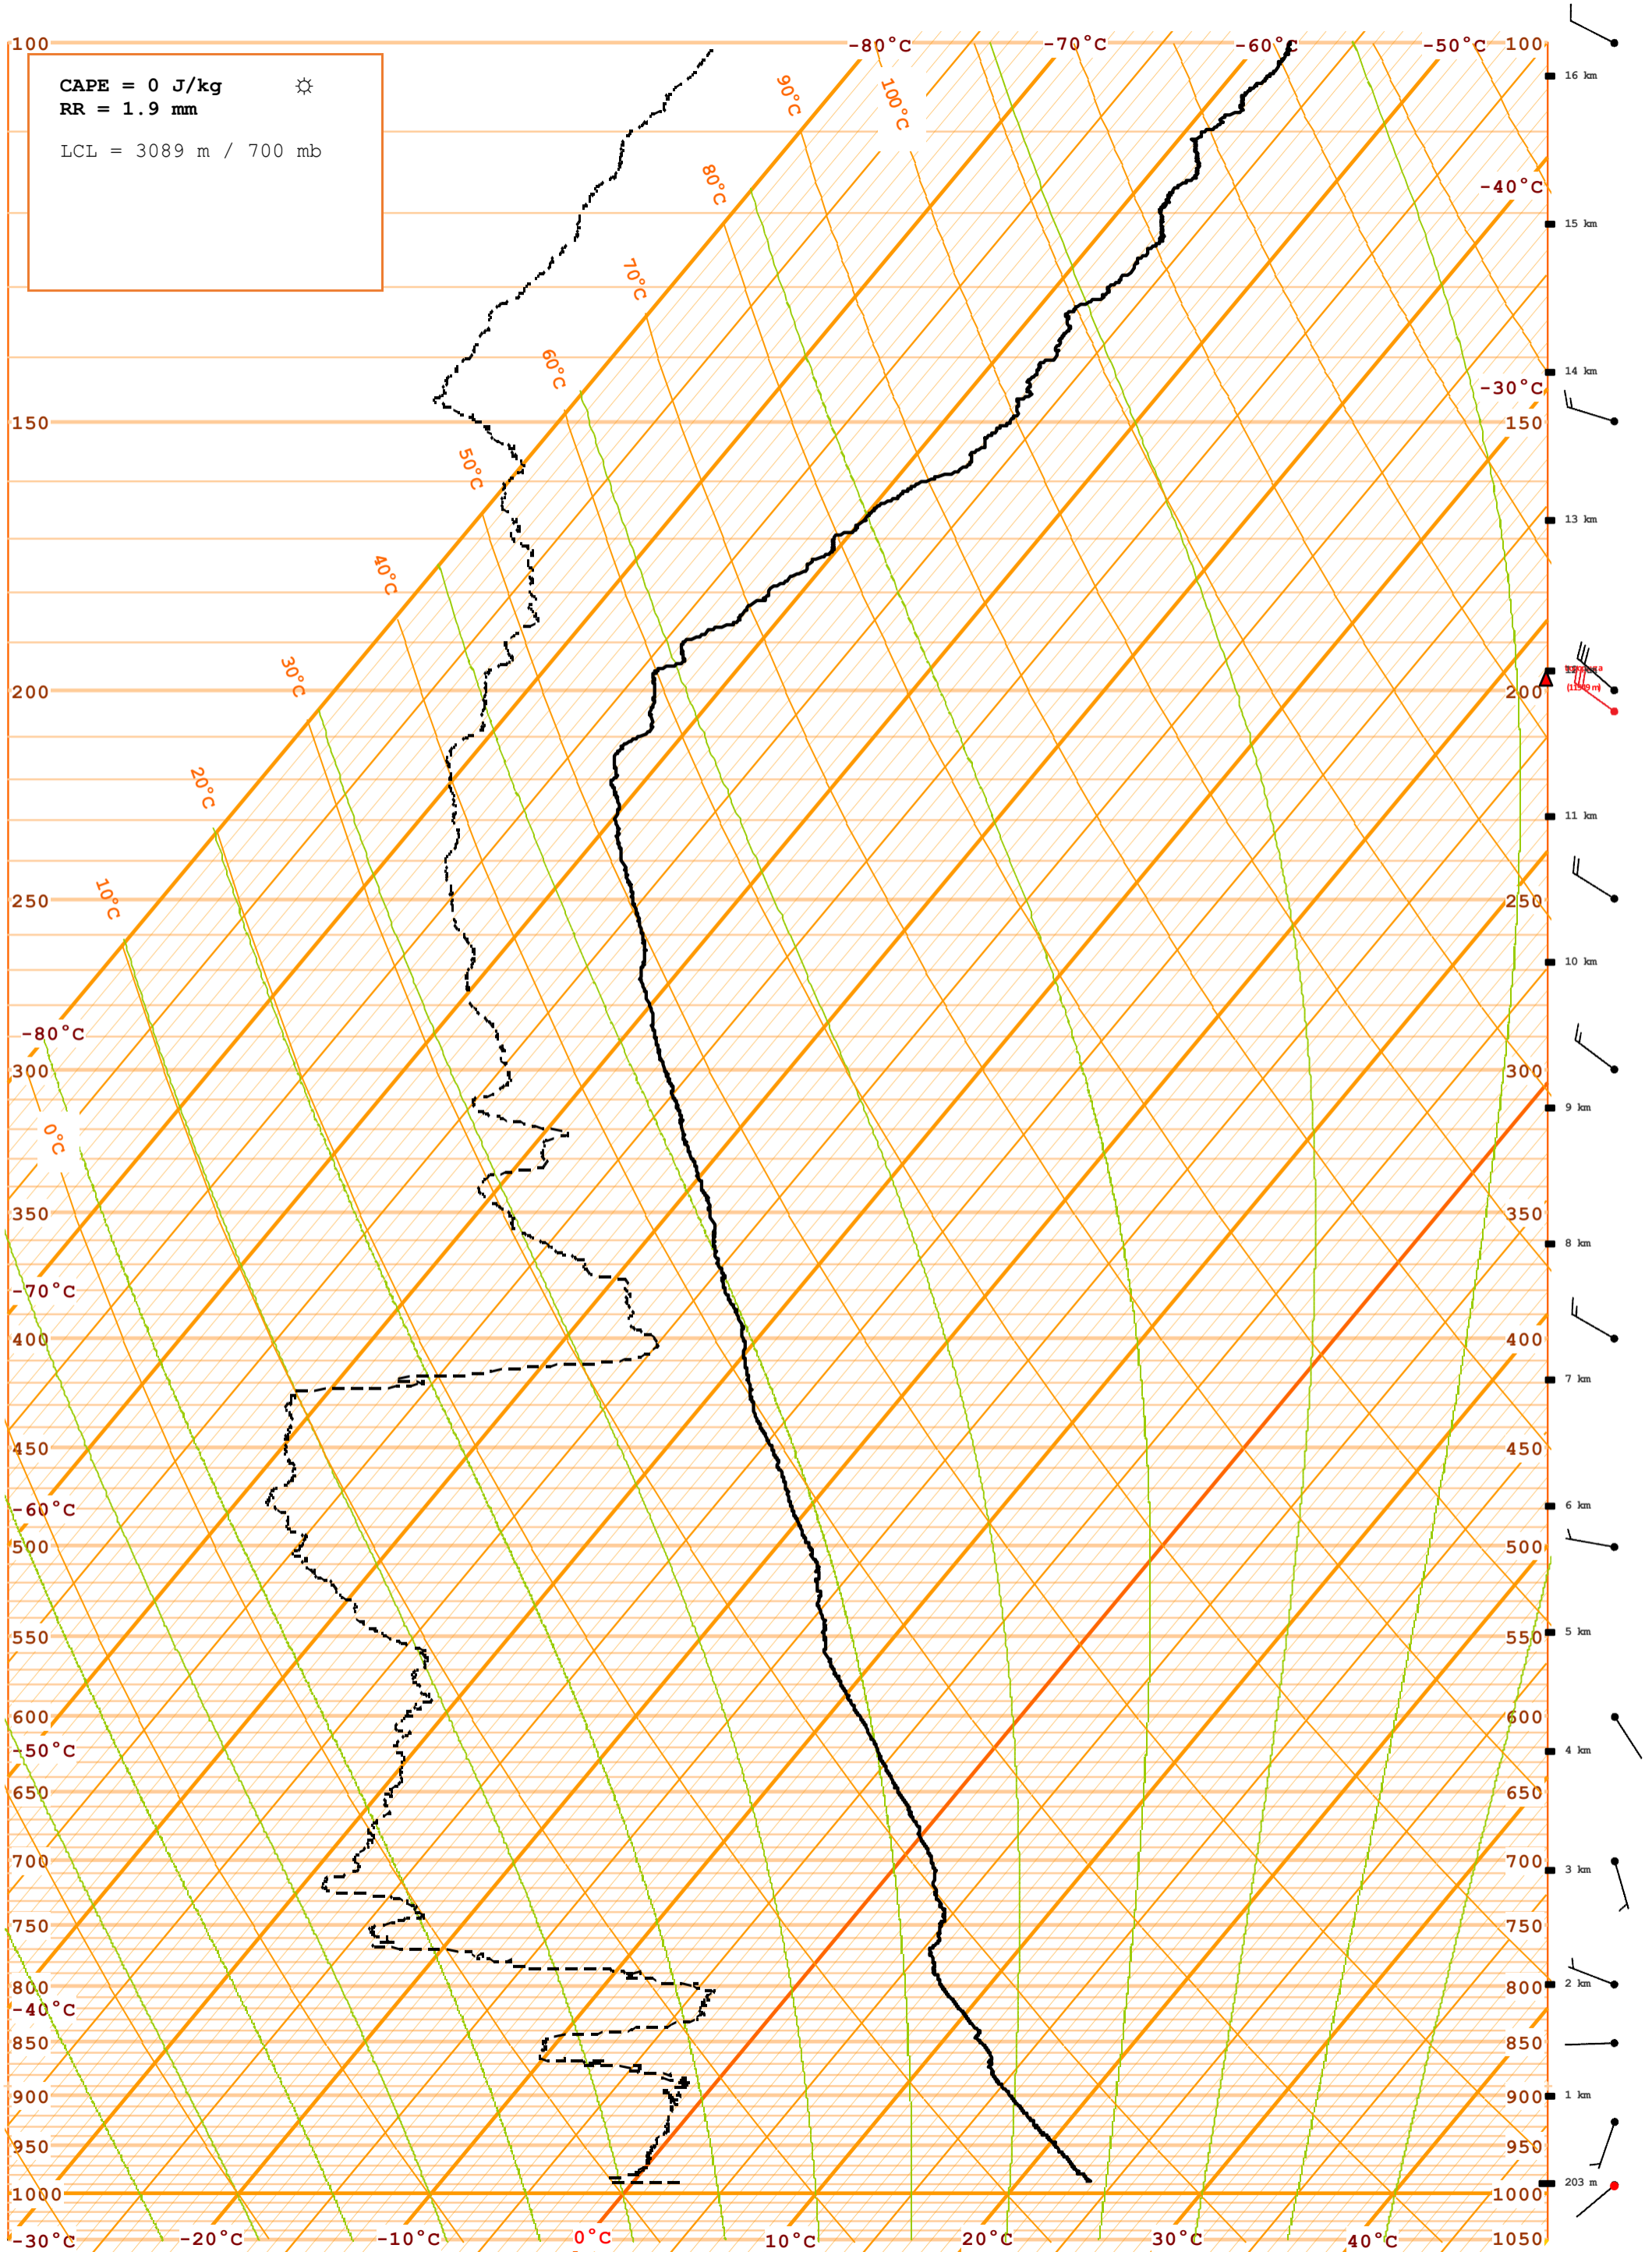 100 -80°C -70°C -60°C -50°C 100
16 km
CAPE = 0 J/kg ☼
RR = 1.9 mm
LCL = 3089 m / 700 mb
90°C 100°C
80°C -40°C
15 km
70°C
14 km
60°C -30°C
150 150
50°C
13 km
40°C
30°C
200 200
20°C
11 km
10°C
250 250
10 km
-80°C
300 300
9 km
0°C
350 350
8 km
-70°C
400 400
7 km
450 450
-60°C 6 km
500 500
550 550 5 km
600 600
-50°C 4 km
650 650
700 700
3 km
750 750
800 800 2 km
-40°C
850 850
900 900 1 km
950 950
203 m
1000 1000
-30°C -20°C -10°C 0°C 10°C 20°C 30°C 40°C 1050